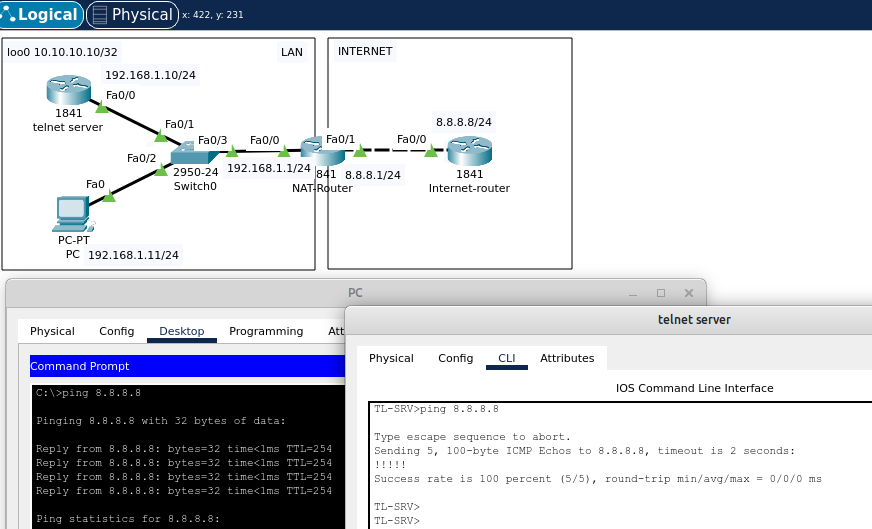 Logical Physical x: 422, y: 231
loo0 10.10.10.10/32
LAN
INTERNET
192.168.1.10/24
Fa0/0
1841
telnet server
Fa0/1
Fa0/3
Fa0/0
Fa0/1
Fa0/0
8.8.8.8/24
Fa0/2
2950-24
Switch0
192.168.1.1/24
841
NAT-Router
8.8.8.1/24
1841
Internet-router
Fa0
PC-PT
PC
192.168.1.11/24
PC
Physical Config Desktop Programming Att
Command Prompt
C:\>ping 8.8.8.8
Pinging 8.8.8.8 with 32 bytes of data:
Reply from 8.8.8.8: bytes=32 time<1ms TTL=254
Reply from 8.8.8.8: bytes=32 time<1ms TTL=254
Reply from 8.8.8.8: bytes=32 time<1ms TTL=254
Reply from 8.8.8.8: bytes=32 time<1ms TTL=254
Ping statistics for 8.8.8.8:
telnet server
Physical Config CLI Attributes
IOS Command Line Interface
TL-SRV>ping 8.8.8.8
Type escape sequence to abort.
Sending 5, 100-byte ICMP Echos to 8.8.8.8, timeout is 2 seconds:
!!!!!
Success rate is 100 percent (5/5), round-trip min/avg/max = 0/0/0 ms
TL-SRV>
TL-SRV>